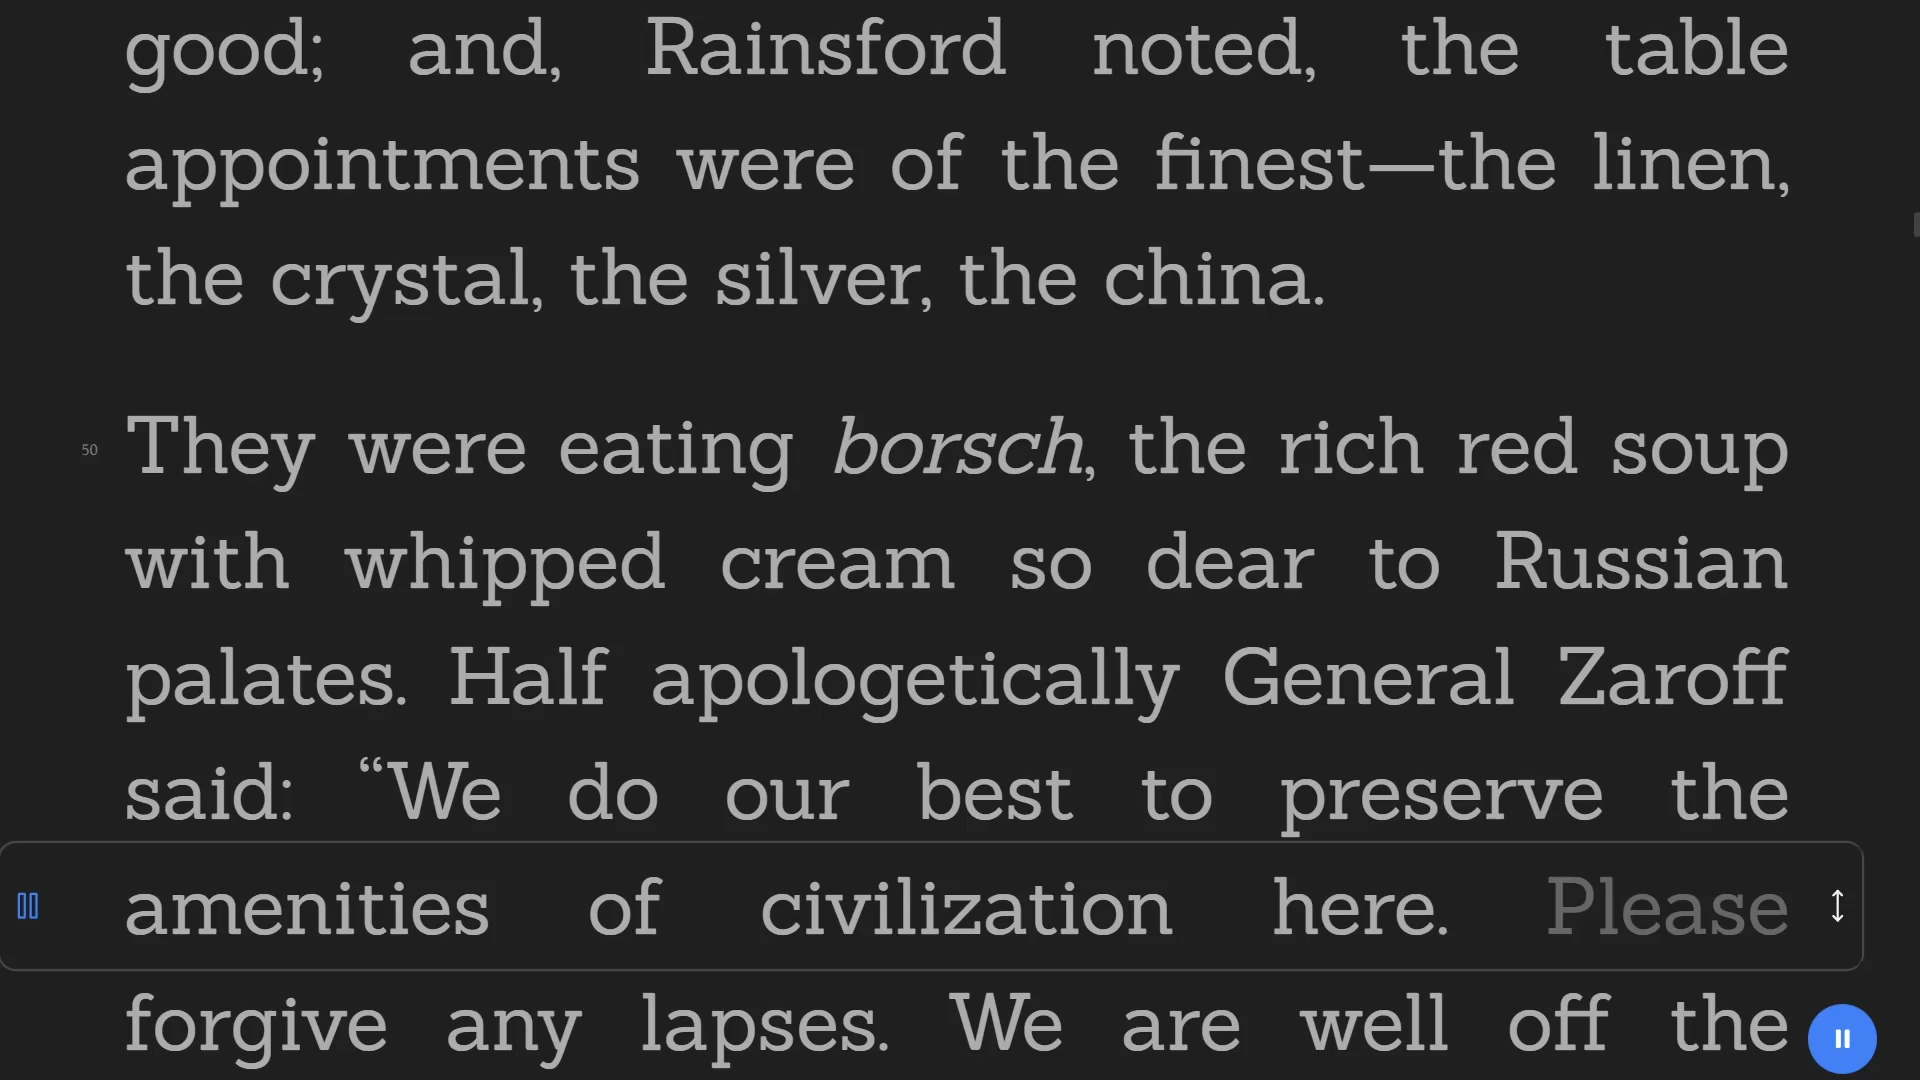 good; and, Rainsford noted, the table
appointments were of the finest—the linen,
the crystal, the silver, the china.
50
They were eating borsch, the rich red soup
with whipped cream so dear to Russian
palates. Half apologetically General Zaroff
said: “We do our best to preserve the
amenities of civilization here. Please
forgive any lapses. We are well off the